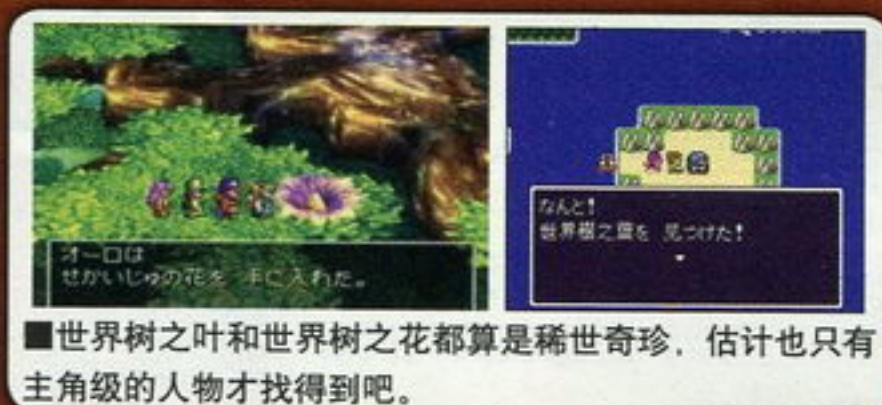 オーロは
せかいじゅの花を 手に入れた。
なんと!
世界樹之葉を 見つけた!
■世界树之叶和世界树之花都算是稀世奇珍，估计也只有
主角级的人物才找得到吧。